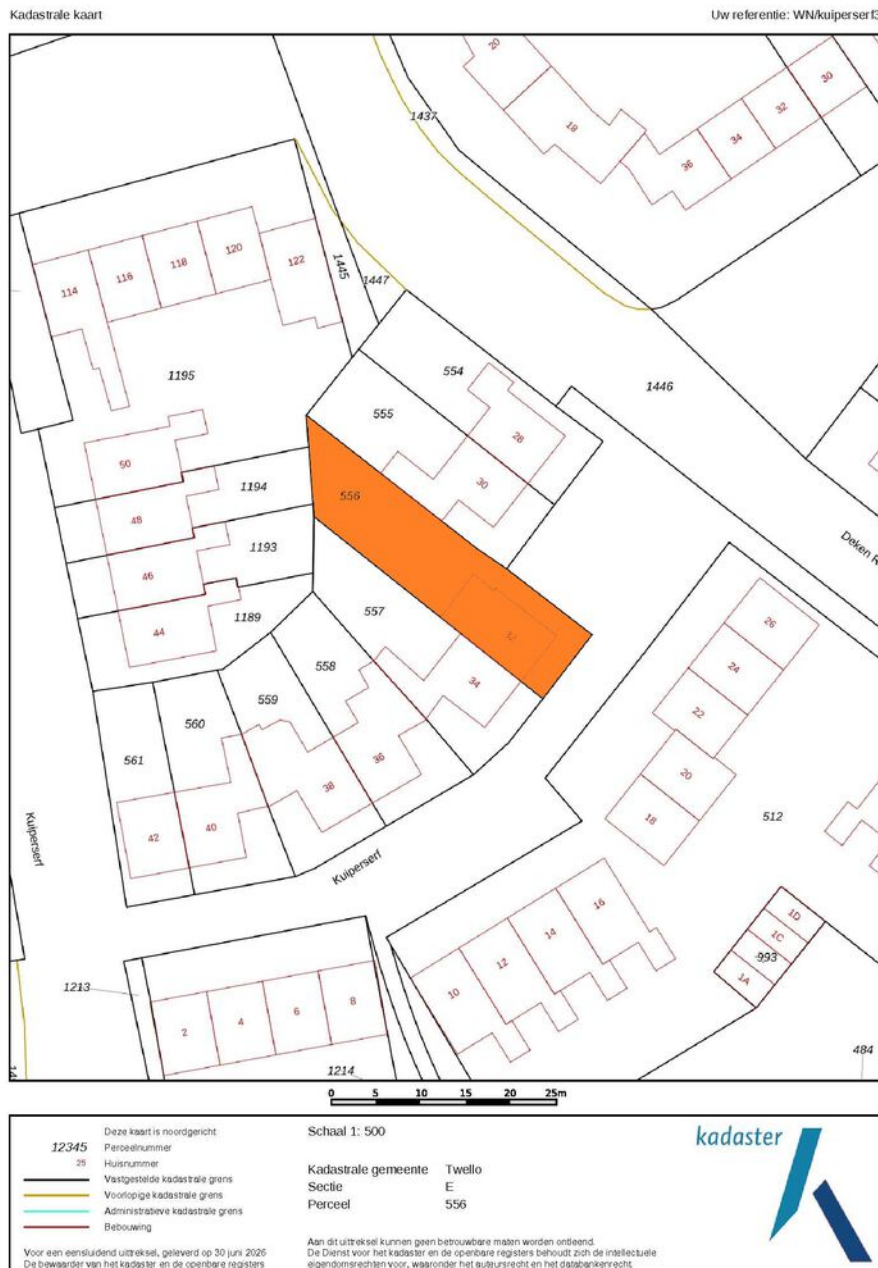 Kadastrale kaart
Uw referentie: WN/kuiperserf3
20
1437
18
30
32
34
36
114
116
118
120
122
1445
1447
1195
554
555
1446
28
30
50
1194
556
48
1193
46
557
32
Deken R
44
1189
558
34
26
24
22
559
560
36
561
38
20
18
512
42
40
Kuiperserf
Kuiperserf
16
14
12
10
1D
1C
993
1A
1213
2
4
6
8
1214
484
0 5 10 15 20 25m
Deze kaart is noordgericht
12345 Perceelnummer
25 Huisnummer
Vastgestelde kadastrale grens
Voorlopige kadastrale grens
Administratieve kadastrale grens
Bebouwing
Voor een eensluidend uittreksel, geleverd op 30 juni 2026
De bewaarder van het kadaster en de openbare registers
Schaal 1: 500
Kadastrale gemeente Twello
Sectie E
Perceel 556
Aan dit uittreksel kunnen geen betrouwbare maten worden ontleend.
De Dienst voor het kadaster en de openbare registers behoudt zich de intellectuele
eigendomsrechten voor, waaronder het auteursrecht en het databankenrecht.
kadaster